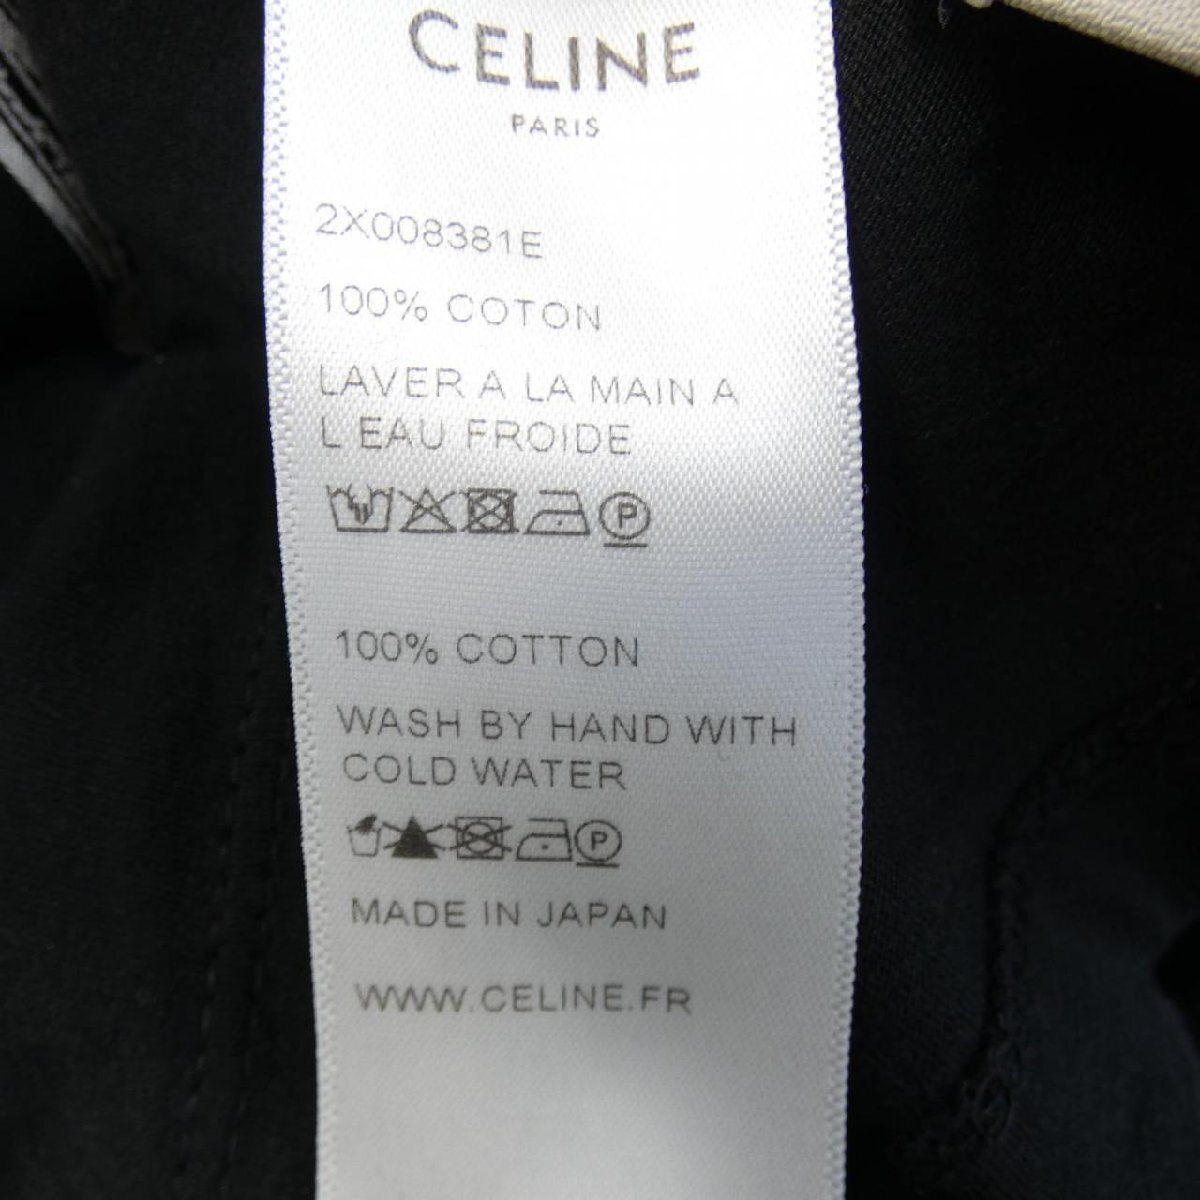 CELINE
PARIS
2X008381E
100% COTON
LAVER A LA MAIN A
L EAU FROIDE
P
100% COTTON
WASH BY HAND WITH
COLD WATER
P
MADE IN JAPAN
WWW.CELINE.FR